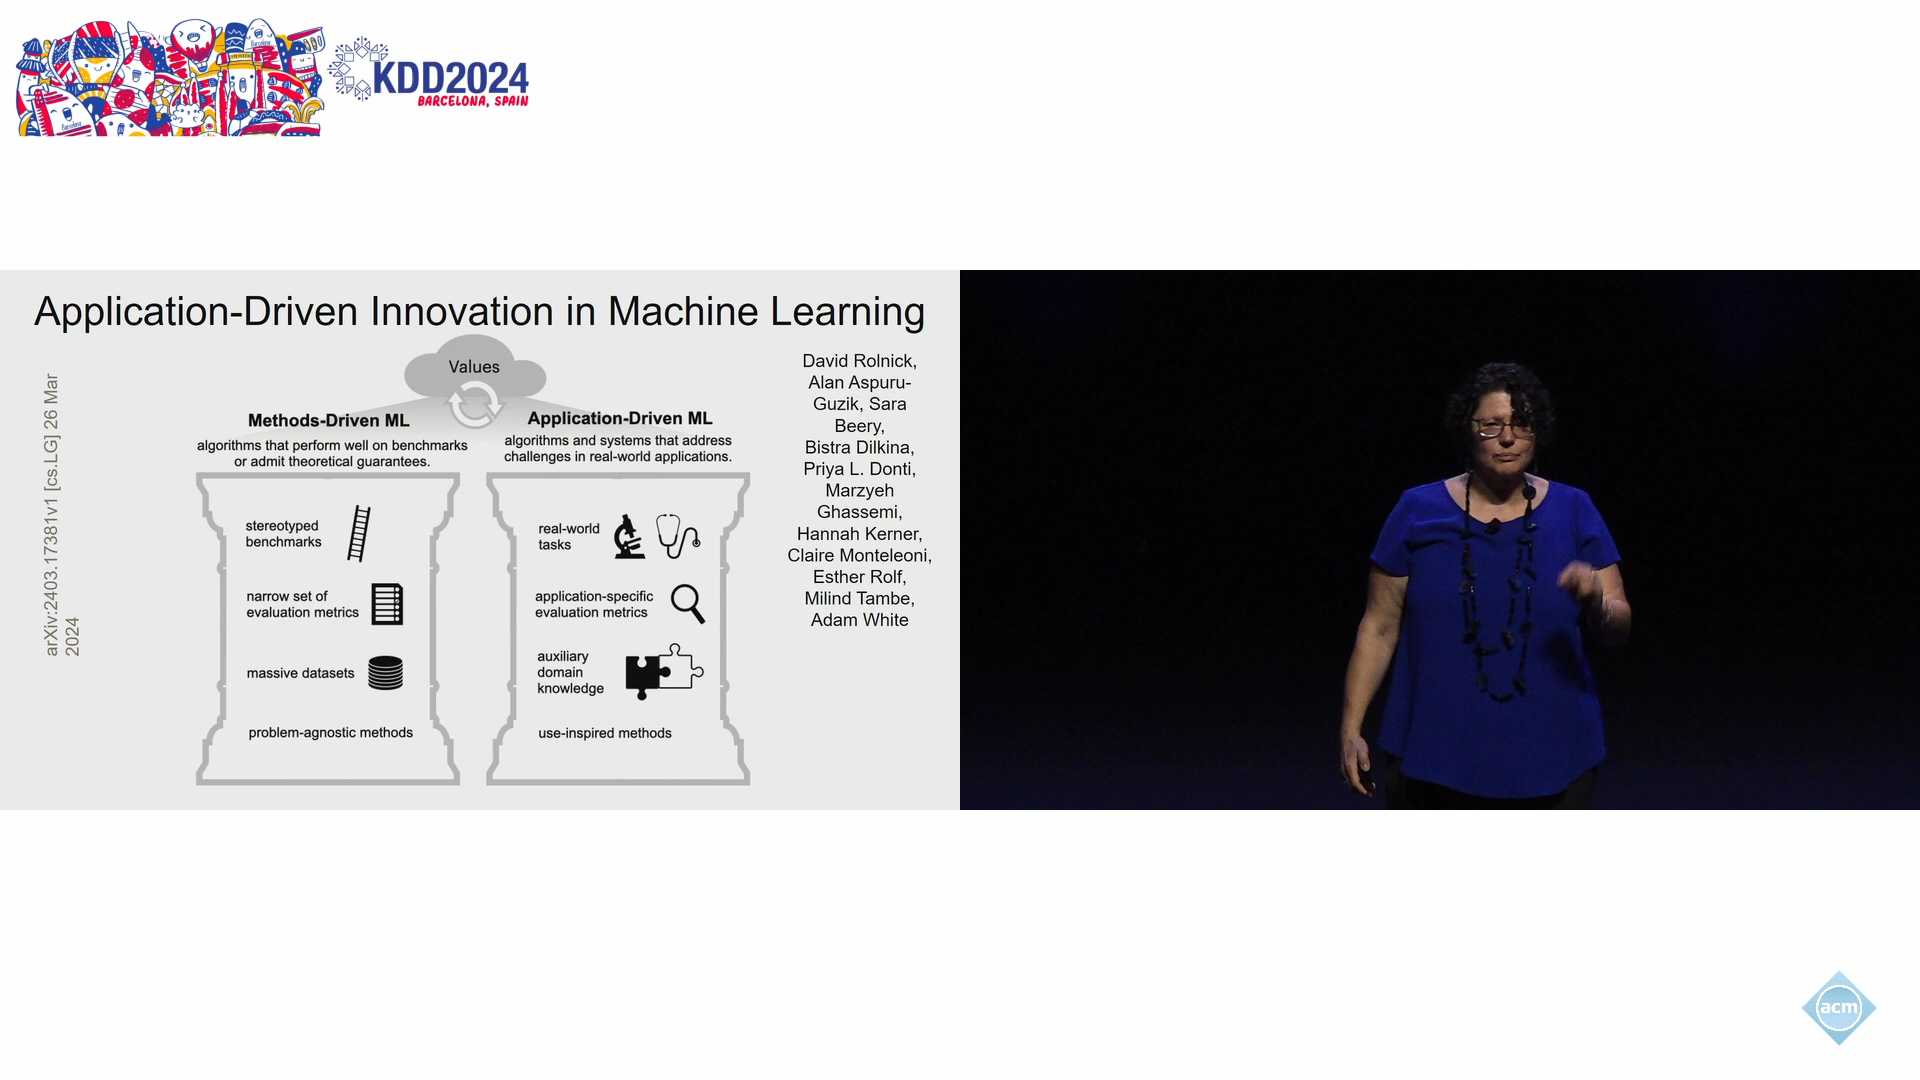 KDD2024
BARCELONA, SPAIN
Application-Driven Innovation in Machine Learning
arXiv:2403.17381v1 [cs.LG] 26 Mar
2024
Values
Methods-Driven ML
algorithms that perform well on benchmarks
or admit theoretical guarantees.
stereotyped
benchmarks
narrow set of
evaluation metrics
massive datasets
problem-agnostic methods
Application-Driven ML
algorithms and systems that address
challenges in real-world applications.
real-world
tasks
application-specific
evaluation metrics
auxiliary
domain
knowledge
use-inspired methods
David Rolnick,
Alan Aspuru-
Guzik, Sara
Beery,
Bistra Dilkina,
Priya L. Donti,
Marzyeh
Ghassemi,
Hannah Kerner,
Claire Monteleoni,
Esther Rolf,
Milind Tambe,
Adam White
acm